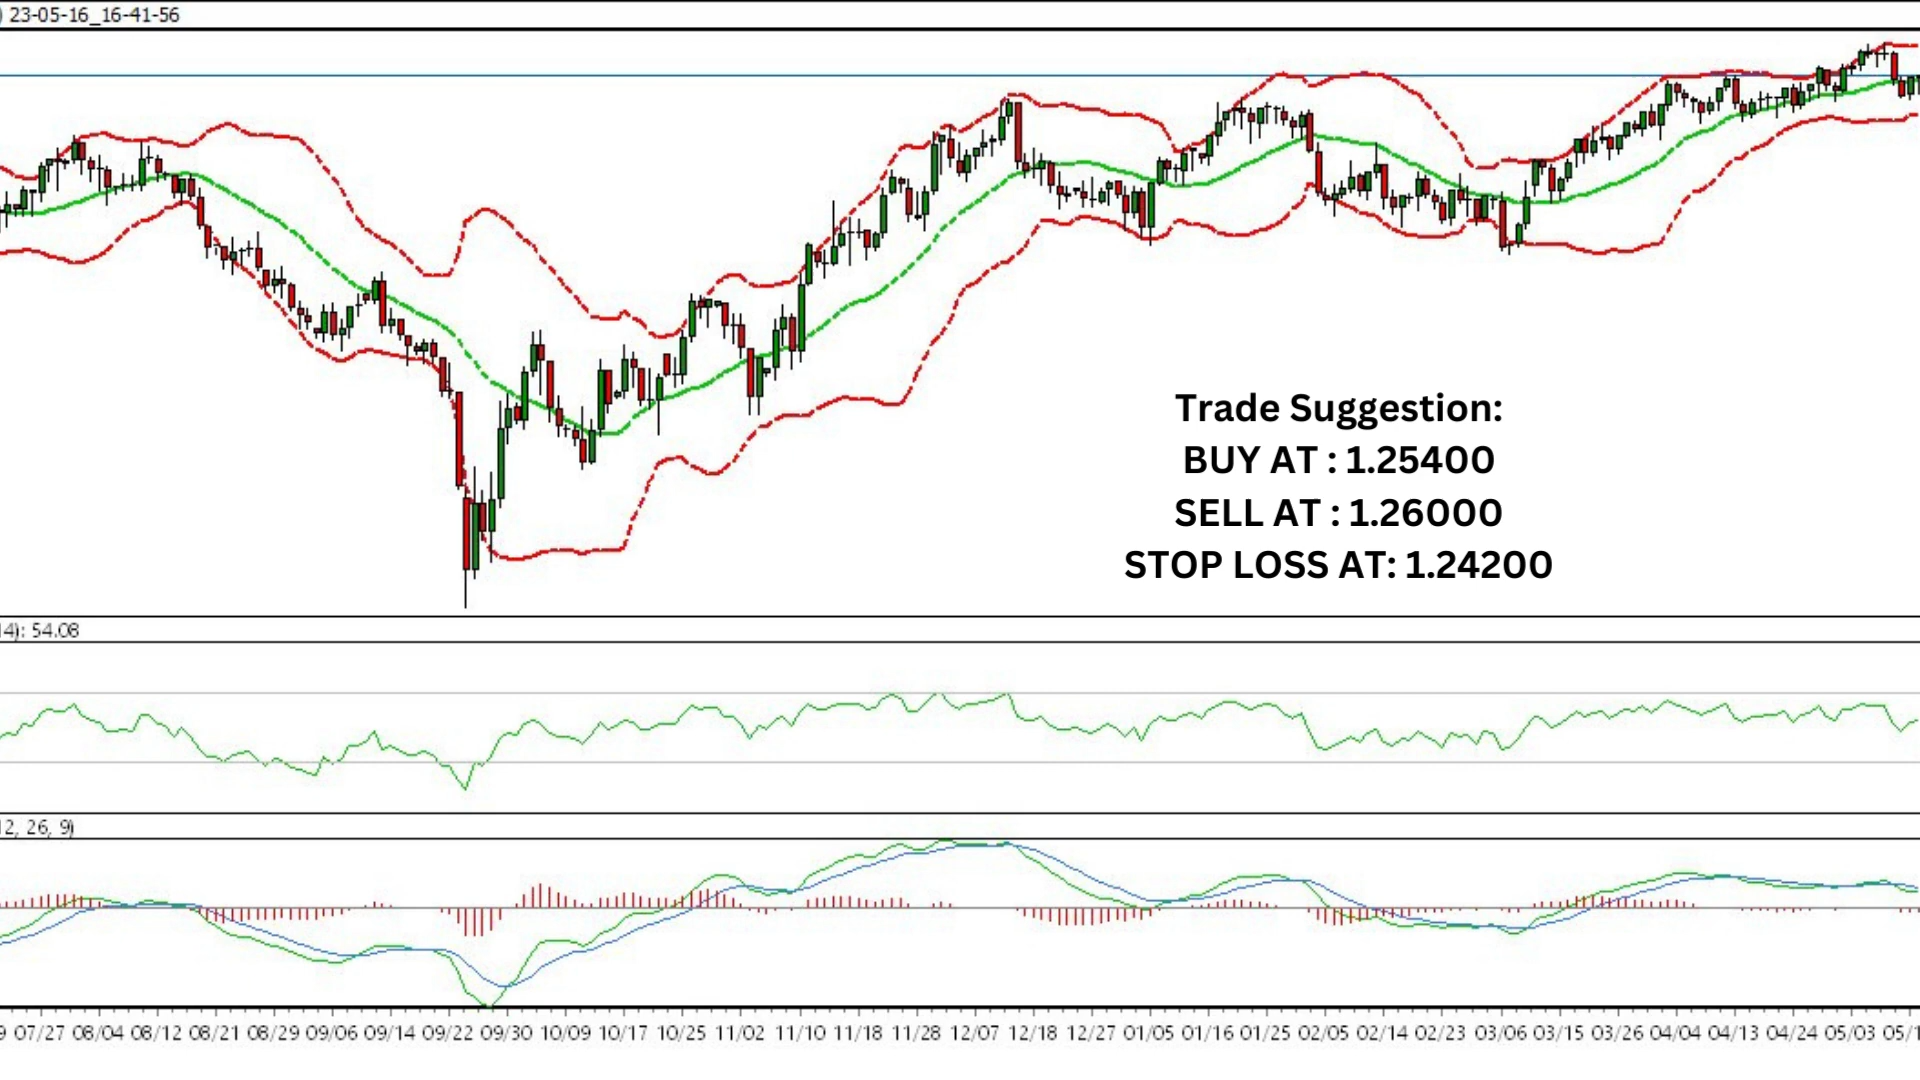 ) 23-05-16_16-41-56
Trade Suggestion:
BUY AT : 1.25400
SELL AT : 1.26000
STOP LOSS AT: 1.24200
14): 54.08
12, 26, 9)
9 07/27 08/04 08/12 08/21 08/29 09/06 09/14 09/22 09/30 10/09 10/17 10/25 11/02 11/10 11/18 11/28 12/07 12/18 12/27 01/05 01/16 01/25 02/05 02/14 02/23 03/06 03/15 03/26 04/04 04/13 04/24 05/03 05/1